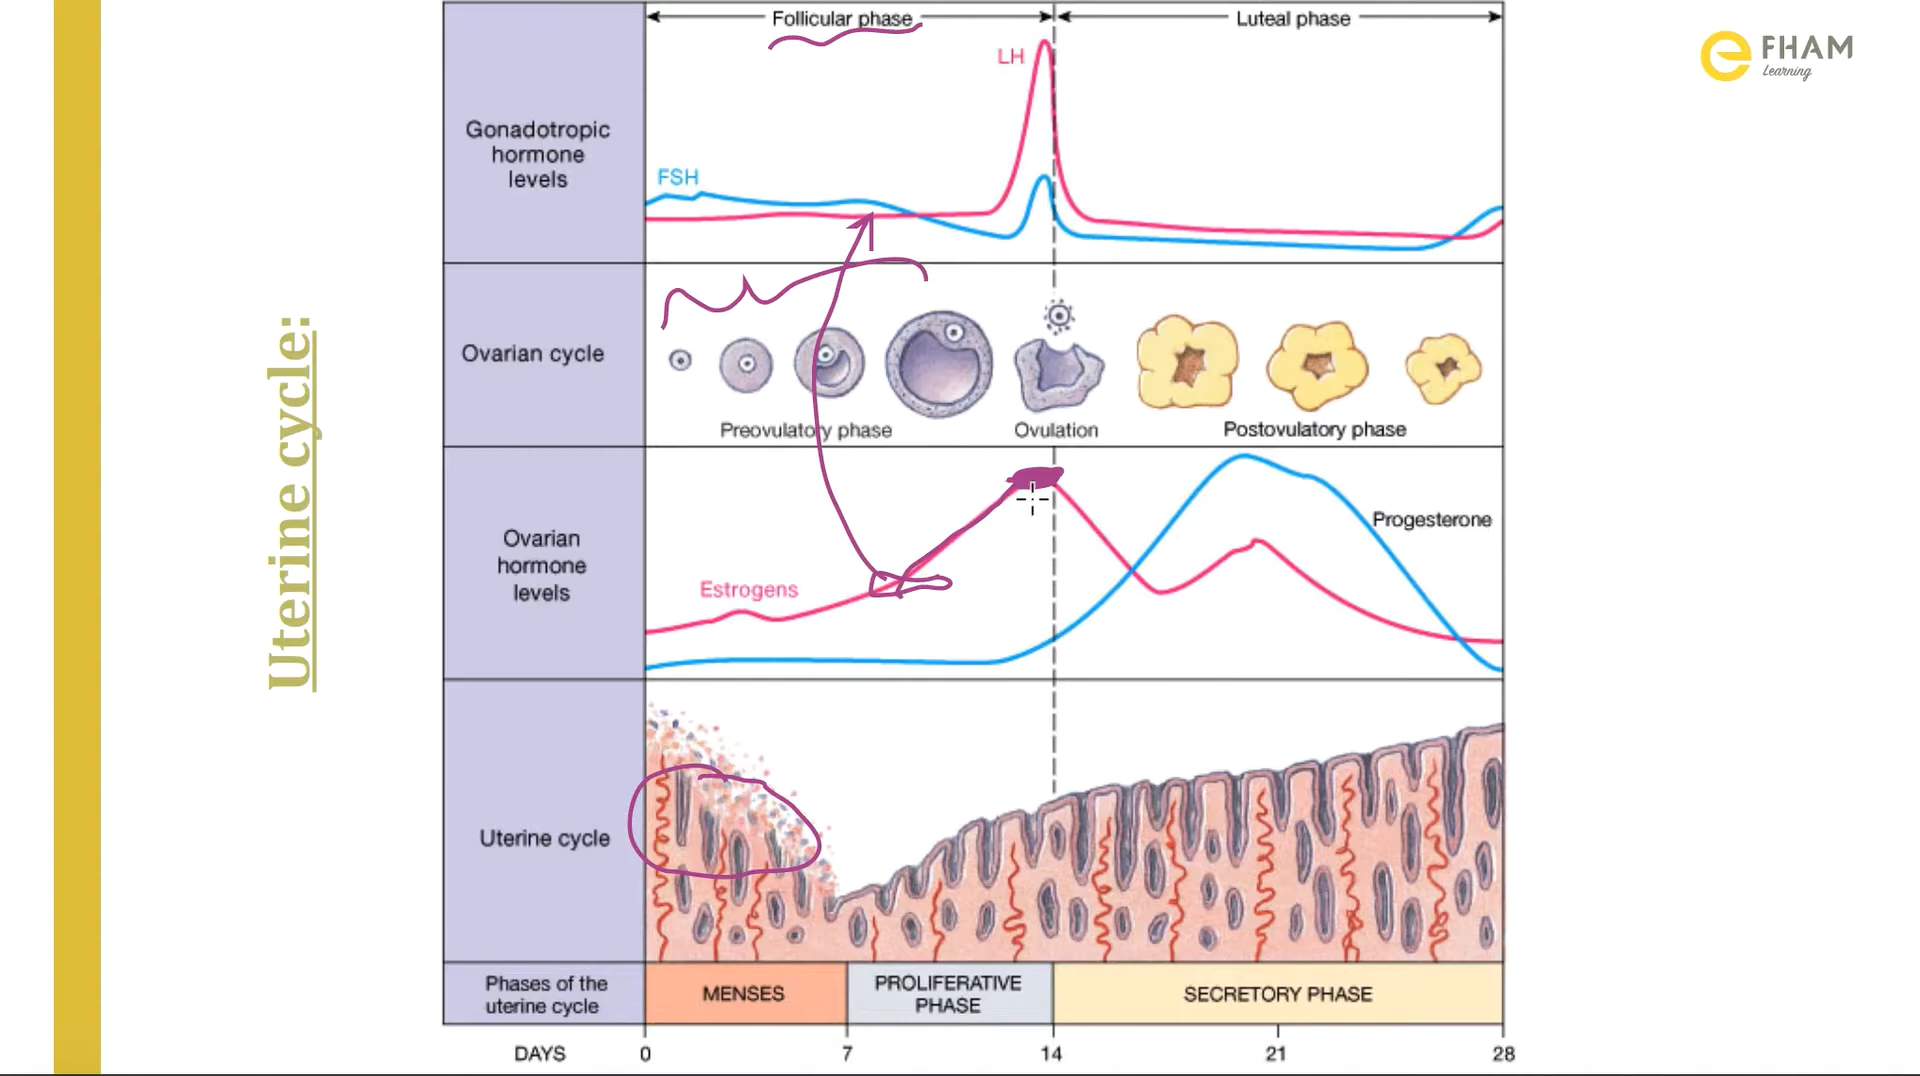 Uterine cycle:
EFHAM
Learning
Follicular phase
Luteal phase
Gonadotropic
hormone
levels
LH
FSH
Ovarian cycle
Preovulatory phase
Ovulation
Postovulatory phase
Ovarian
hormone
levels
Estrogens
Progesterone
Uterine cycle
Phases of the
uterine cycle
MENSES
PROLIFERATIVE
PHASE
SECRETORY PHASE
DAYS 0 7 14 21 28